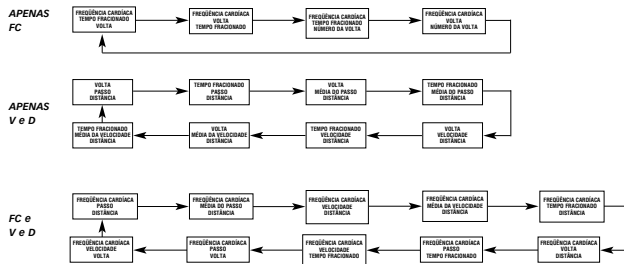 APENAS
FC
FREQÜÊNCIA CARDÍACA
TEMPO FRACIONADO
VOLTA
FREQÜÊNCIA CARDÍACA
VOLTA
TEMPO FRACIONADO
FREQÜÊNCIA CARDÍACA
TEMPO FRACIONADO
NÚMERO DA VOLTA
FREQÜÊNCIA CARDÍACA
VOLTA
NÚMERO DA VOLTA
APENAS
V e D
VOLTA
PASSO
DISTÂNCIA
TEMPO FRACIONADO
PASSO
DISTÂNCIA
VOLTA
MÉDIA DO PASSO
DISTÂNCIA
TEMPO FRACIONADO
MÉDIA DO PASSO
DISTÂNCIA
TEMPO FRACIONADO
MÉDIA DA VELOCIDADE
DISTÂNCIA
VOLTA
MÉDIA DA VELOCIDADE
DISTÂNCIA
TEMPO FRACIONADO
VELOCIDADE
DISTÂNCIA
VOLTA
VELOCIDADE
DISTÂNCIA
FC e
V e D
FREQÜÊNCIA CARDÍACA
PASSO
DISTÂNCIA
FREQÜÊNCIA CARDÍACA
MÉDIA DO PASSO
DISTÂNCIA
FREQÜÊNCIA CARDÍACA
VELOCIDADE
DISTÂNCIA
FREQÜÊNCIA CARDÍACA
MÉDIA DA VELOCIDADE
DISTÂNCIA
FREQÜÊNCIA CARDÍACA
TEMPO FRACIONADO
DISTÂNCIA
FREQÜÊNCIA CARDÍACA
VELOCIDADE
VOLTA
FREQÜÊNCIA CARDÍACA
PASSO
VOLTA
FREQÜÊNCIA CARDÍACA
VELOCIDADE
TEMPO FRACIONADO
FREQÜÊNCIA CARDÍACA
PASSO
TEMPO FRACIONADO
FREQÜÊNCIA CARDÍACA
VOLTA
DISTÂNCIA